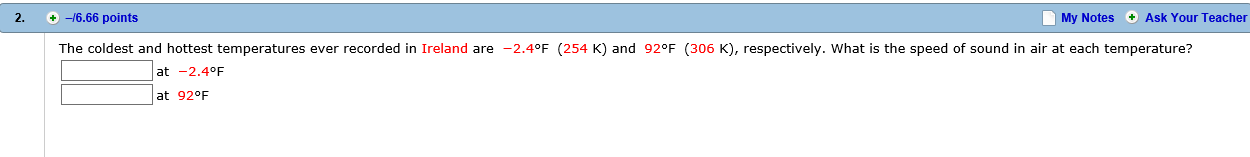 2. –/6.66 points My Notes Ask Your Teacher
The coldest and hottest temperatures ever recorded in Ireland are −2.4°F (254 K) and 92°F (306 K), respectively. What is the speed of sound in air at each temperature?
at −2.4°F
at 92°F